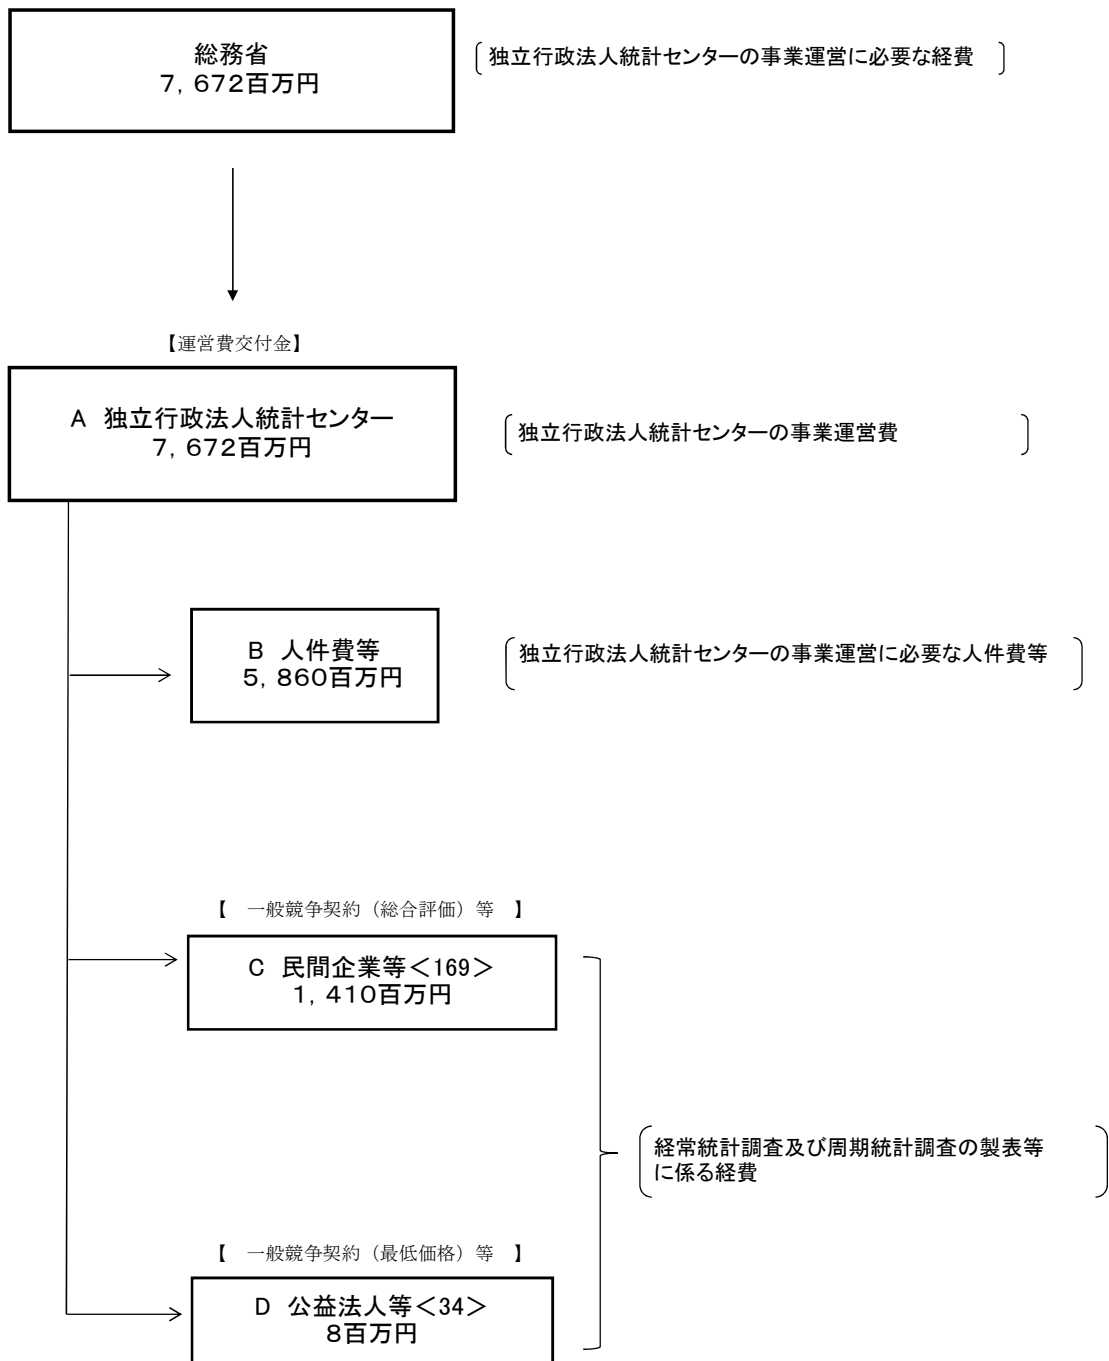 総務省
7,672百万円
独立行政法人統計センターの事業運営に必要な経費
【運営費交付金】
A 独立行政法人統計センター
7,672百万円
独立行政法人統計センターの事業運営費
B 人件費等
5,860百万円
独立行政法人統計センターの事業運営に必要な人件費等
【 一般競争契約（総合評価）等 】
C 民間企業等＜169＞
1,410百万円
経常統計調査及び周期統計調査の製表等
に係る経費
【 一般競争契約（最低価格）等 】
D 公益法人等＜34＞
8百万円